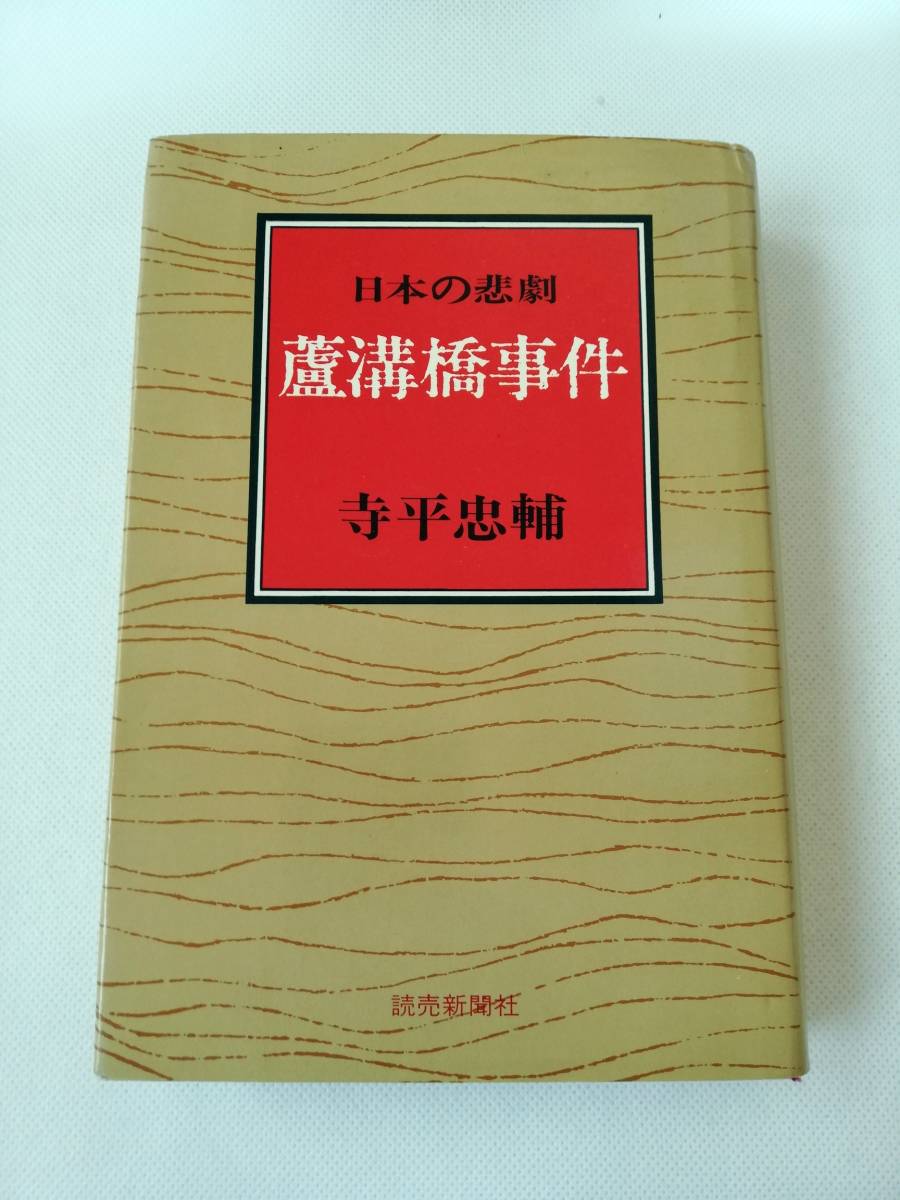 日本の悲劇
蘆溝橋事件
寺平忠輔
読売新聞社